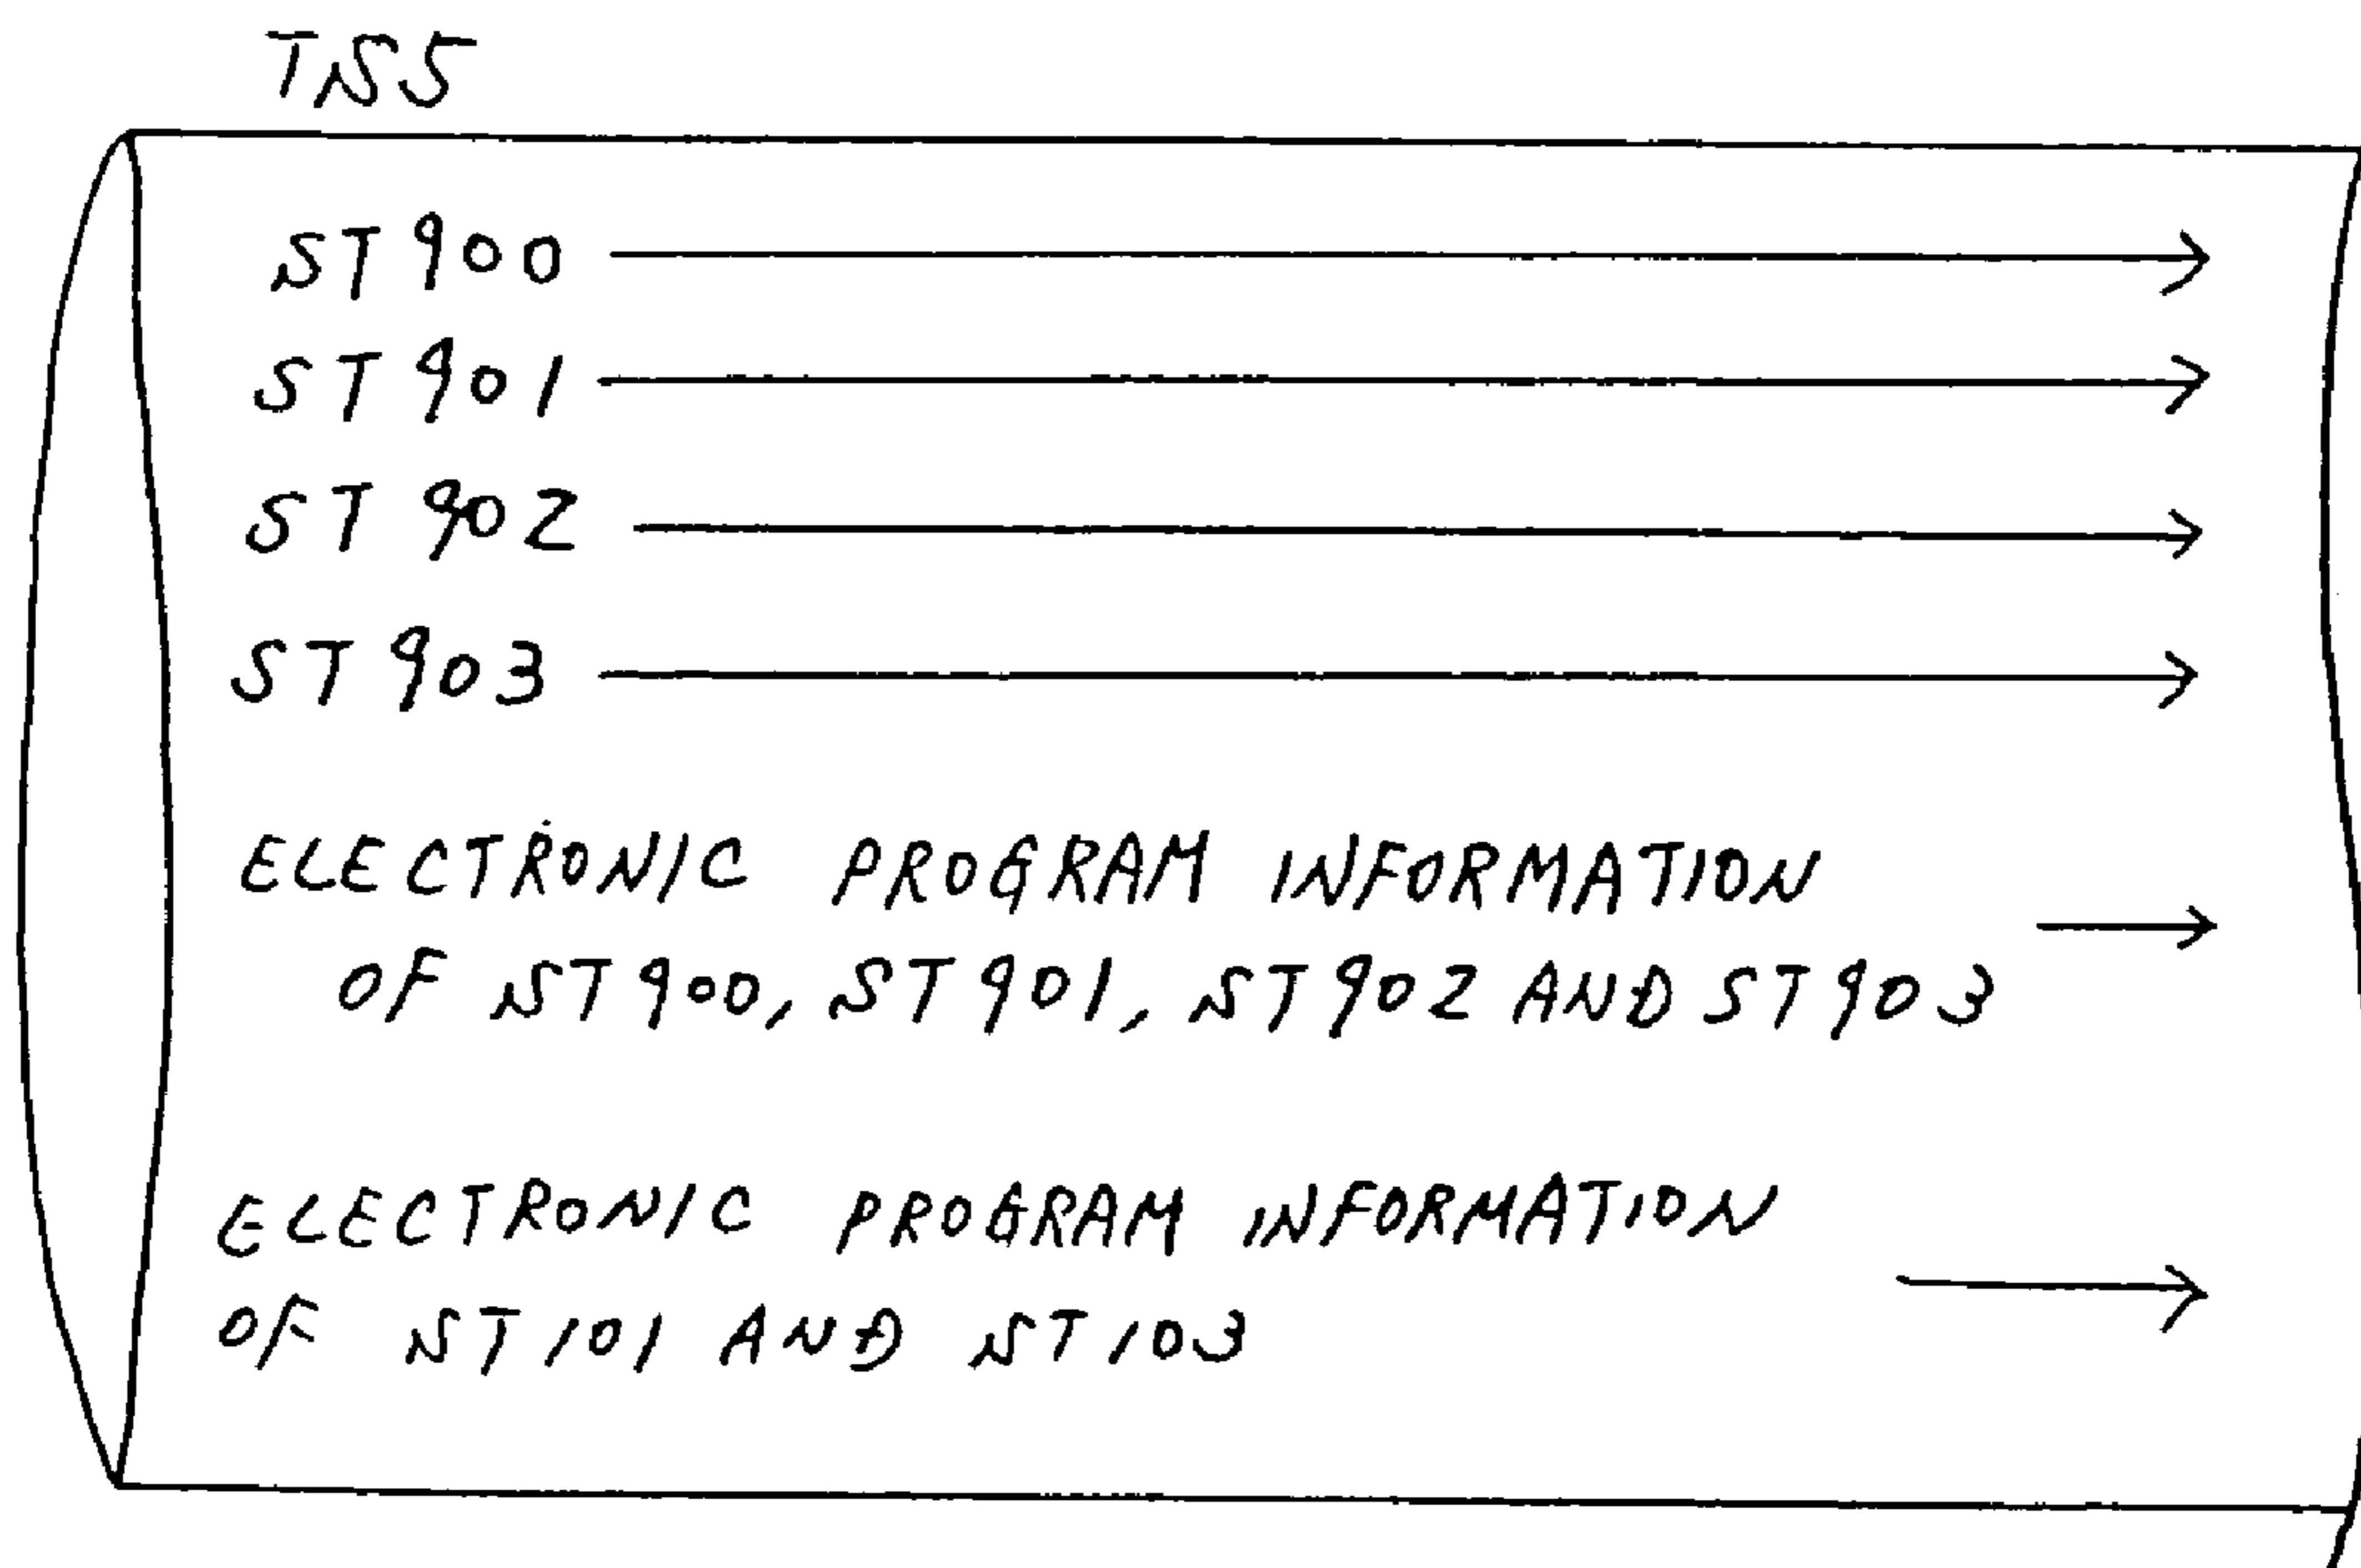 TS5
ST900
ST901
ST902
ST903
ELECTRONIC PROGRAM INFORMATION
OF ST900, ST901, ST902 AND ST903
ELECTRONIC PROGRAM INFORMATION
OF ST101 AND ST103